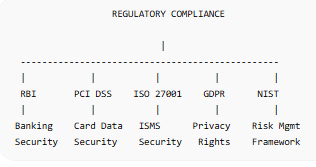 REGULATORY COMPLIANCE
RBI PCI DSS ISO 27001 GDPR NIST
Banking Card Data ISMS Privacy Risk Mgmt
Security Security Security Rights Framework